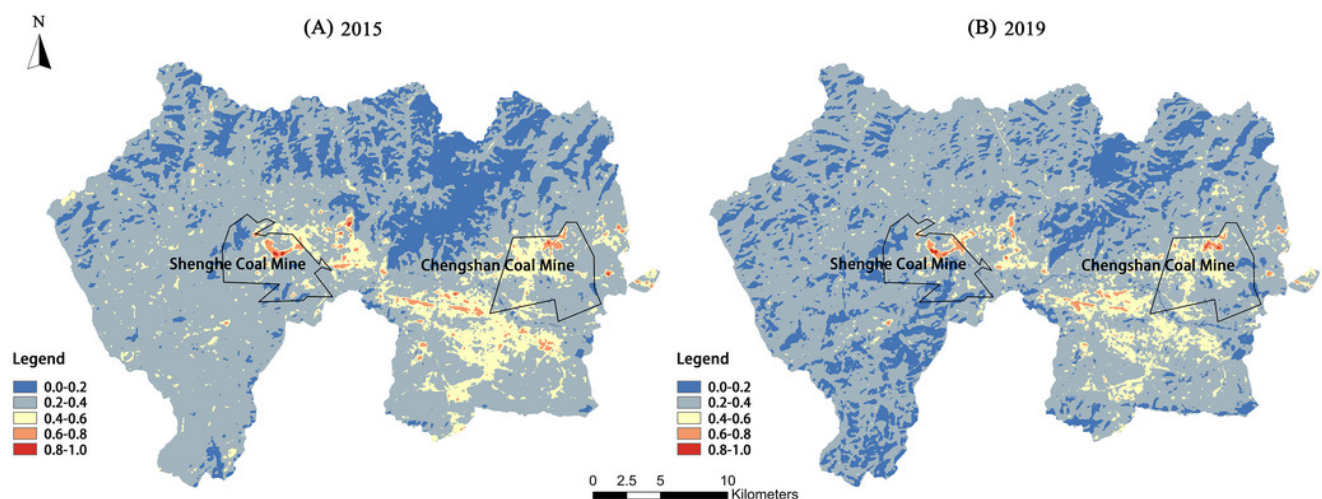 (A) 2015
(B) 2019
N
Shenghe Coal Mine
Chengshan Coal Mine
Shenghe Coal Mine
Chengshan Coal Mine
Legend
0.0-0.2
0.2-0.4
0.4-0.6
0.6-0.8
0.8-1.0
Legend
0.0-0.2
0.2-0.4
0.4-0.6
0.6-0.8
0.8-1.0
0 2.5 5 10
Kilometers